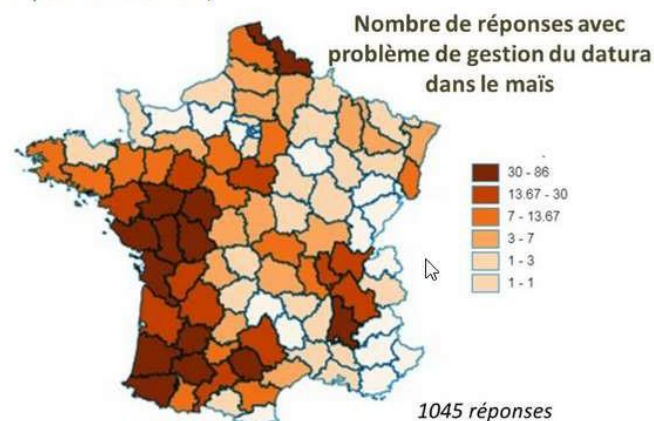 Nombre de réponses avec
problème de gestion du datura
dans le maïs
30 - 86
13.67 - 30
7 - 13.67
3 - 7
1 - 3
1 - 1
1045 réponses